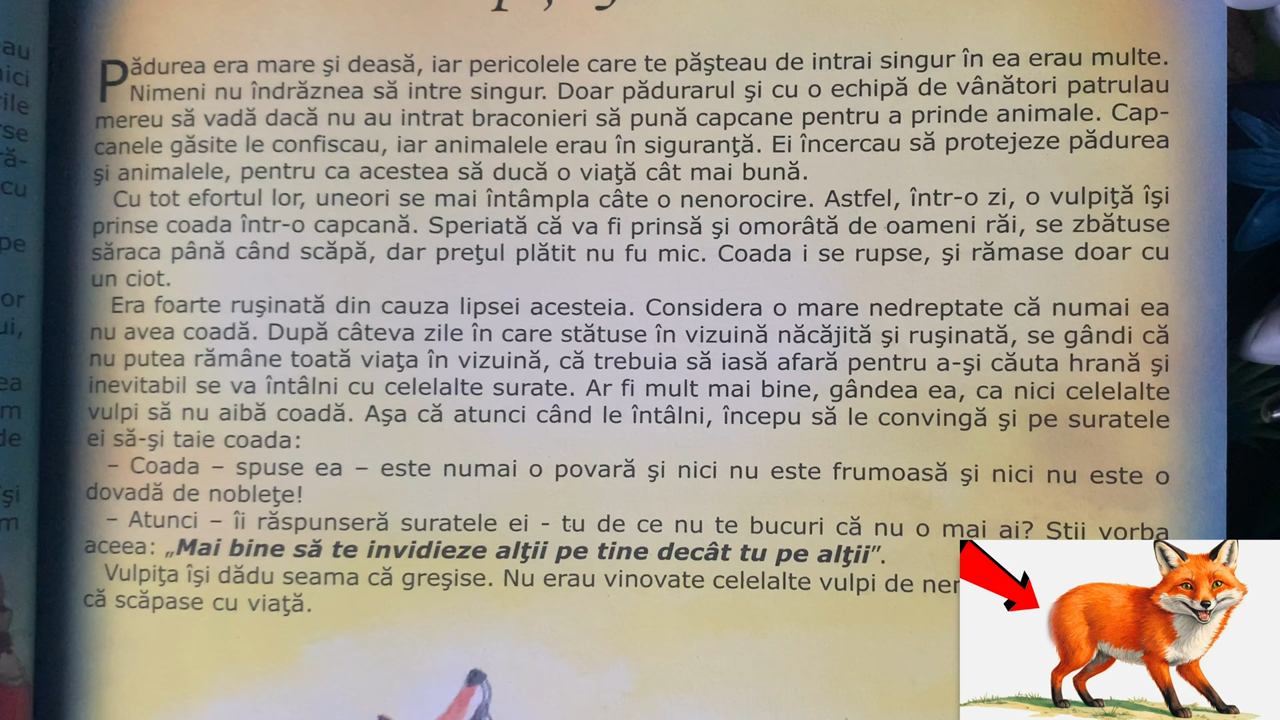 Pădurea era mare şi deasă, iar pericolele care te păşteau de intrai singur în ea erau multe.
Nimeni nu îndrăznea să intre singur. Doar pădurarul şi cu o echipă de vânători patrulau
mereu să vadă dacă nu au intrat braconieri să pună capcane pentru a prinde animale. Cap-
canele găsite le confiscau, iar animalele erau în siguranţă. Ei încercau să protejeze pădurea
şi animalele, pentru ca acestea să ducă o viaţă cât mai bună.
Cu tot efortul lor, uneori se mai întâmpla câte o nenorocire. Astfel, într-o zi, o vulpiţă îşi
prinse coada într-o capcană. Speriată că va fi prinsă şi omorâtă de oameni răi, se zbătuse
săraca până când scăpă, dar preţul plătit nu fu mic. Coada i se rupse, şi rămase doar cu
un ciot.
Era foarte ruşinată din cauza lipsei acesteia. Considera o mare nedreptate că numai ea
nu avea coadă. După câteva zile în care stătuse în vizuină năcăjită şi ruşinată, se gândi că
nu putea rămâne toată viaţa în vizuină, că trebuia să iasă afară pentru a-şi căuta hrană şi
inevitabil se va întâlni cu celelalte surate. Ar fi mult mai bine, gândea ea, ca nici celelalte
vulpi să nu aibă coadă. Aşa că atunci când le întâlni, începu să le convingă şi pe suratele
ei să-şi taie coada:
– Coada – spuse ea – este numai o povară şi nici nu este frumoasă şi nici nu este o
dovadă de nobleţe!
– Atunci – îi răspunseră suratele ei - tu de ce nu te bucuri că nu o mai ai? Ştii vorba
aceea: „Mai bine să te invidieze alţii pe tine decât tu pe alţii”.
Vulpiţa îşi dădu seama că greşise. Nu erau vinovate celelalte vulpi de
că scăpase cu viaţă.